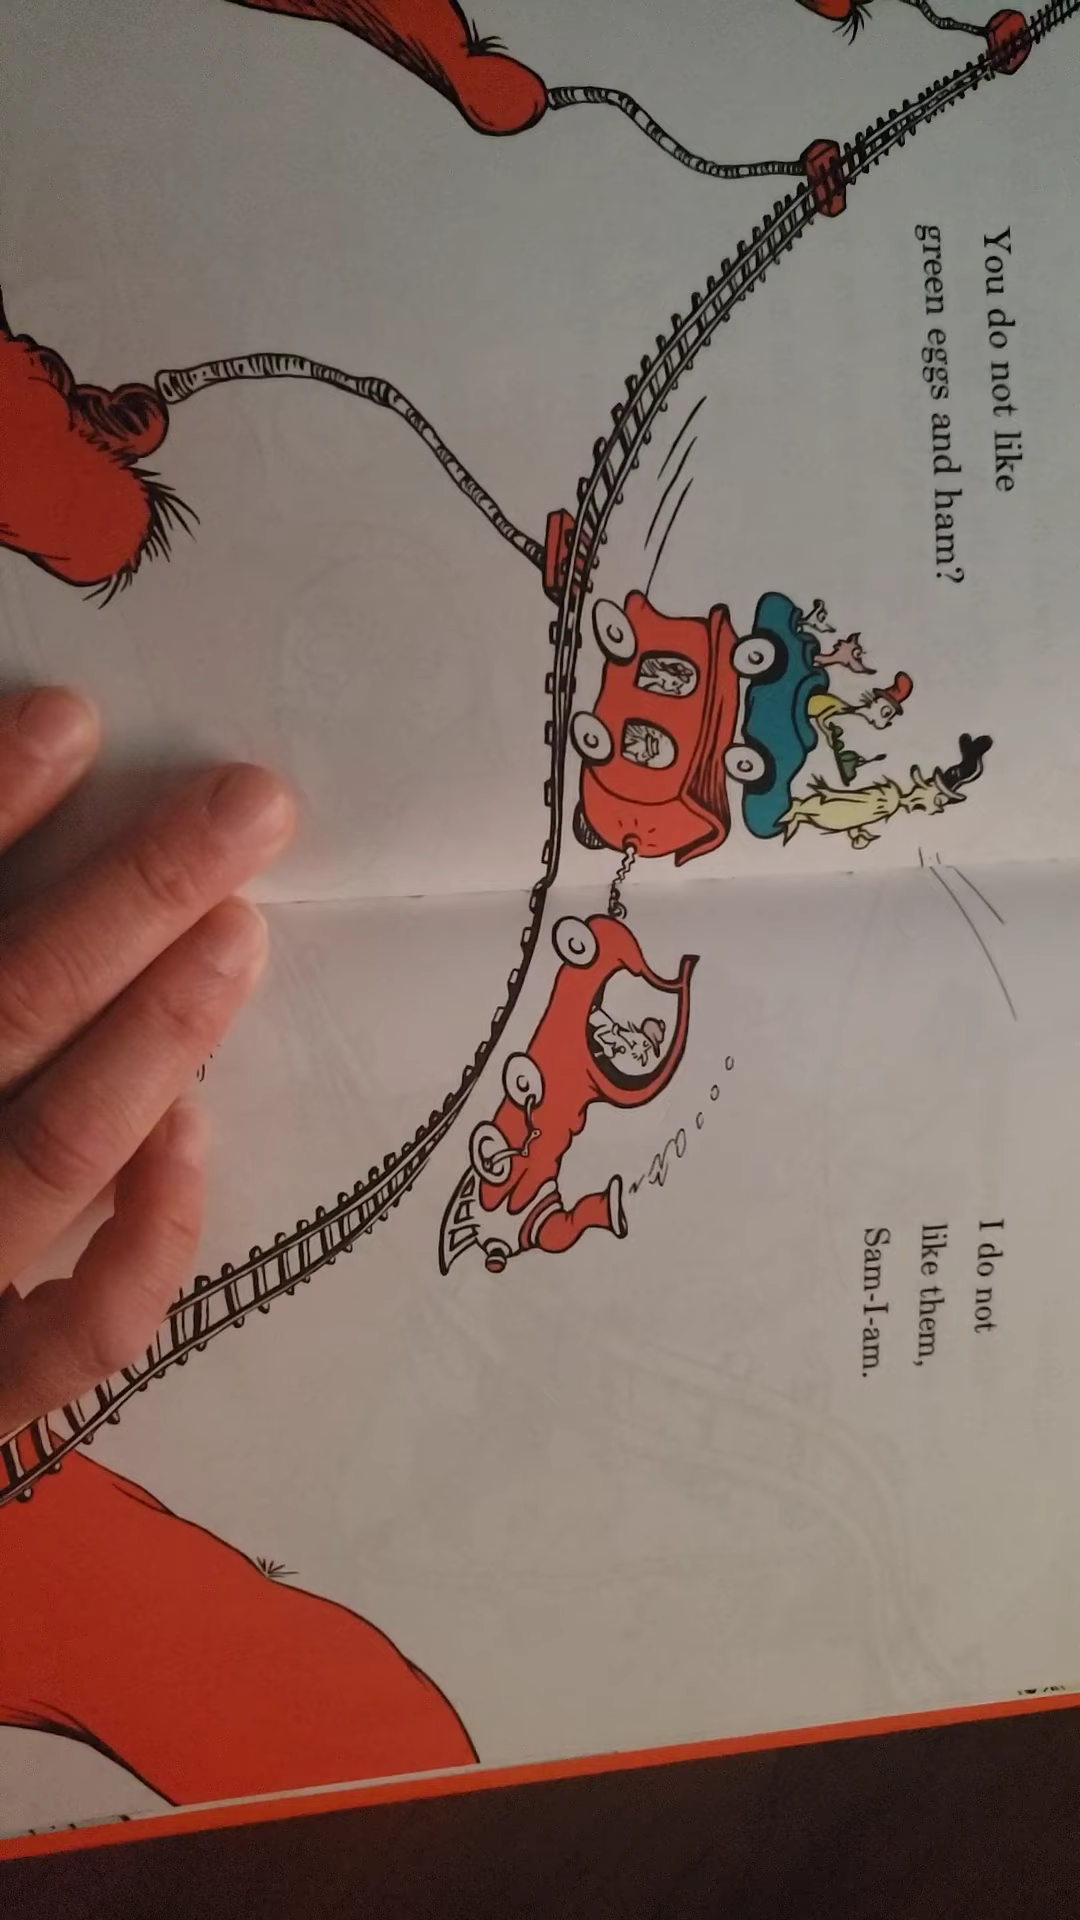 You do not like
green eggs and ham?
I do not
like them,
Sam-I-am.